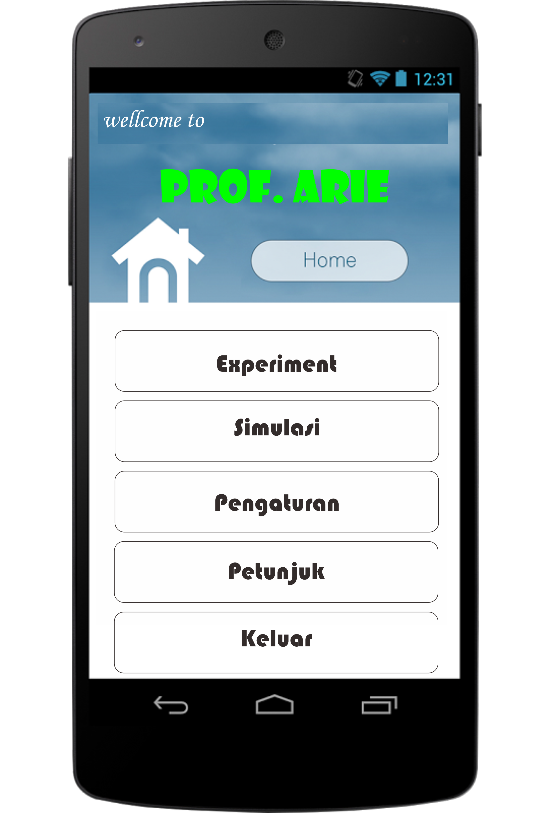 12:31
wellcome to
PROF. ARIE
Home
Experiment
Simulasi
Pengaturan
Petunjuk
Keluar